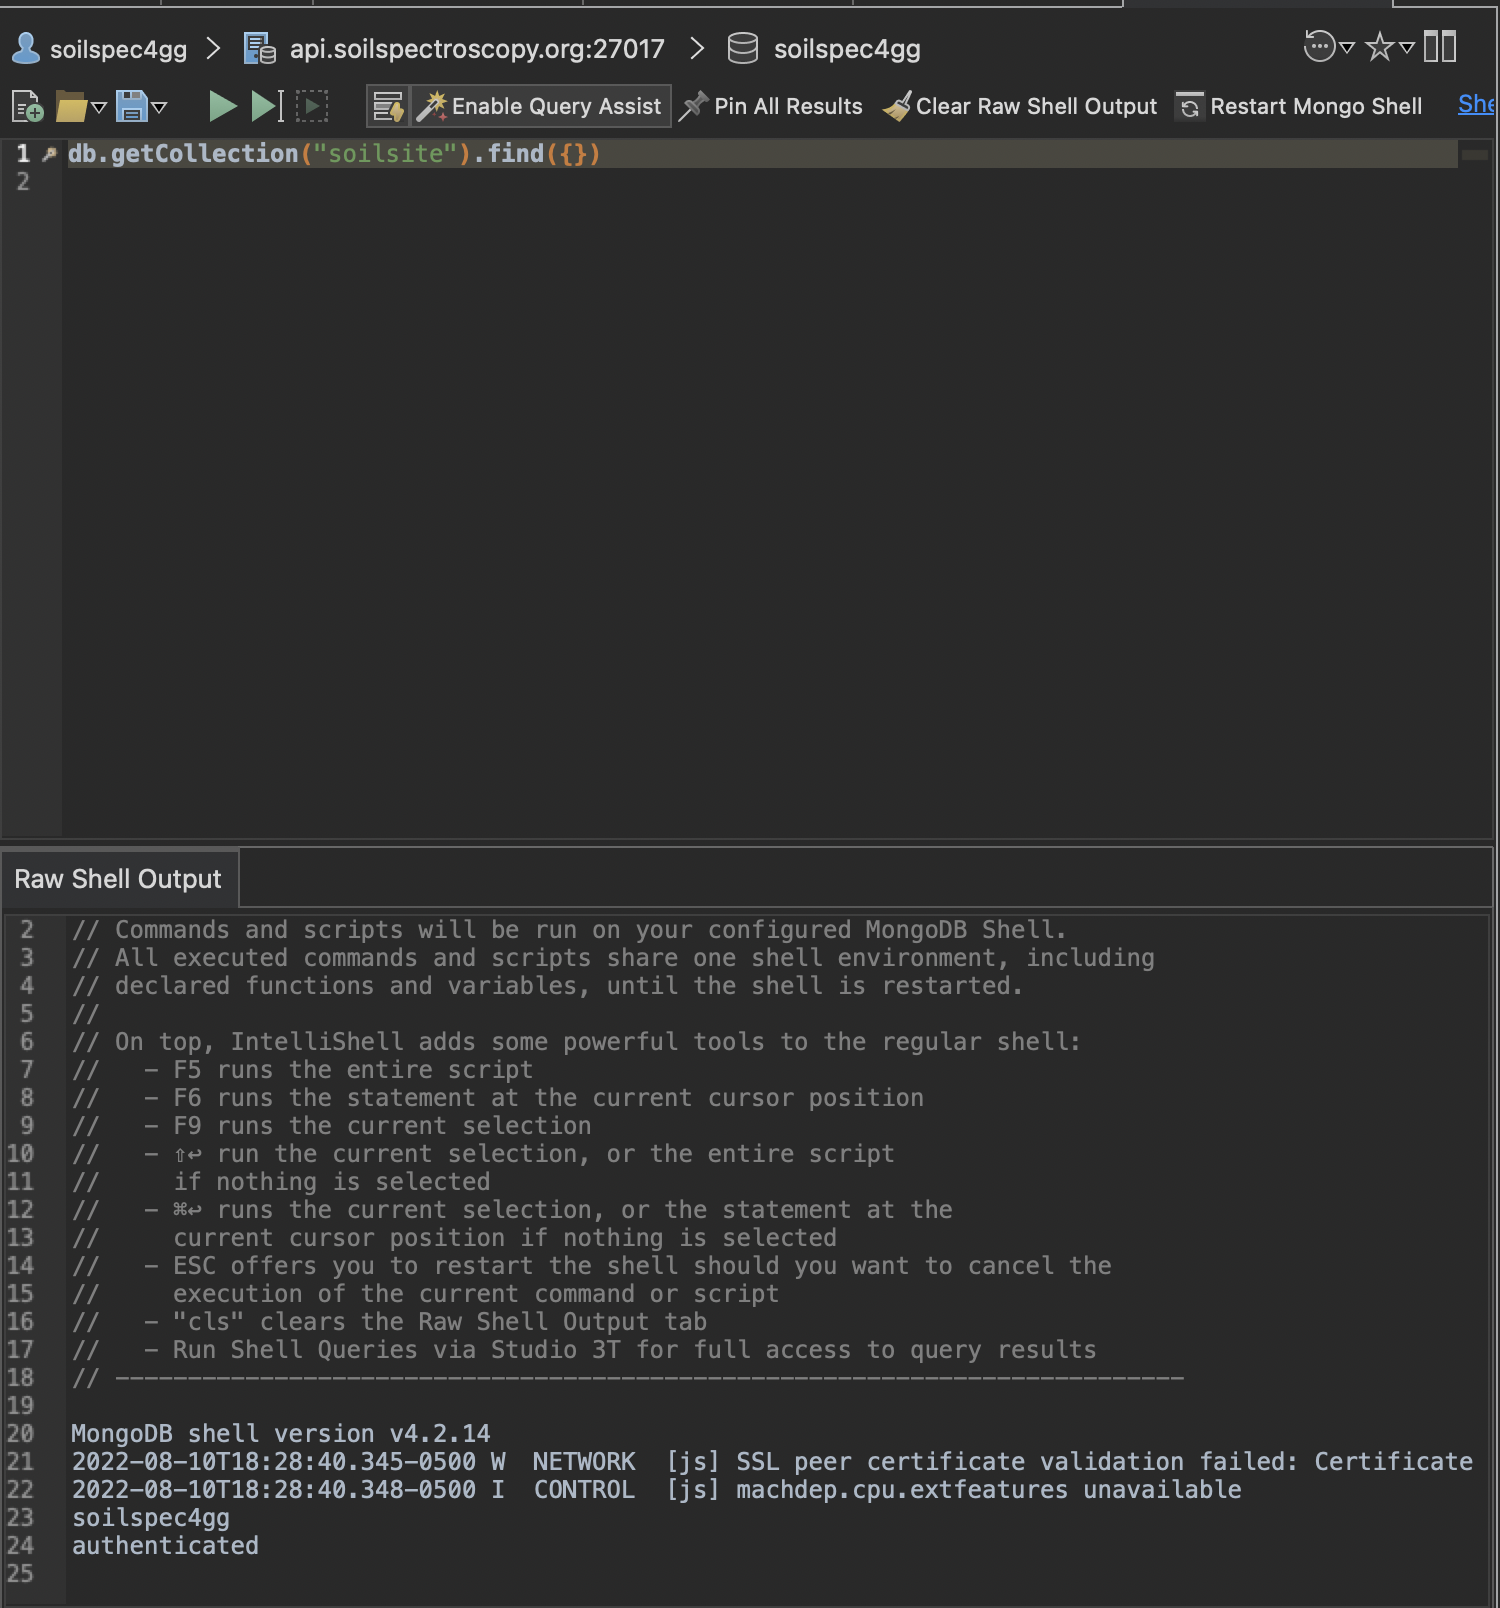 soilspec4gg > api.soilspectroscopy.org:27017 > soilspec4gg
Enable Query Assist Pin All Results Clear Raw Shell Output Restart Mongo Shell She
1 db.getCollection("soilsite").find({})
2
Raw Shell Output
2 // Commands and scripts will be run on your configured MongoDB Shell.
3 // All executed commands and scripts share one shell environment, including
4 // declared functions and variables, until the shell is restarted.
5 //
6 // On top, IntelliShell adds some powerful tools to the regular shell:
7 //   – F5 runs the entire script
8 //   – F6 runs the statement at the current cursor position
9 //   – F9 runs the current selection
10 //   – ⇧↩ run the current selection, or the entire script
11 //     if nothing is selected
12 //   – ⌘↩ runs the current selection, or the statement at the
13 //     current cursor position if nothing is selected
14 //   – ESC offers you to restart the shell should you want to cancel the
15 //     execution of the current command or script
16 //   – "cls" clears the Raw Shell Output tab
17 //   – Run Shell Queries via Studio 3T for full access to query results
18 // --------------------------------------------------------------------------
19
20 MongoDB shell version v4.2.14
21 2022-08-10T18:28:40.345-0500 W  NETWORK  [js] SSL peer certificate validation failed: Certificate
22 2022-08-10T18:28:40.348-0500 I  CONTROL  [js] machdep.cpu.extfeatures unavailable
23 soilspec4gg
24 authenticated
25